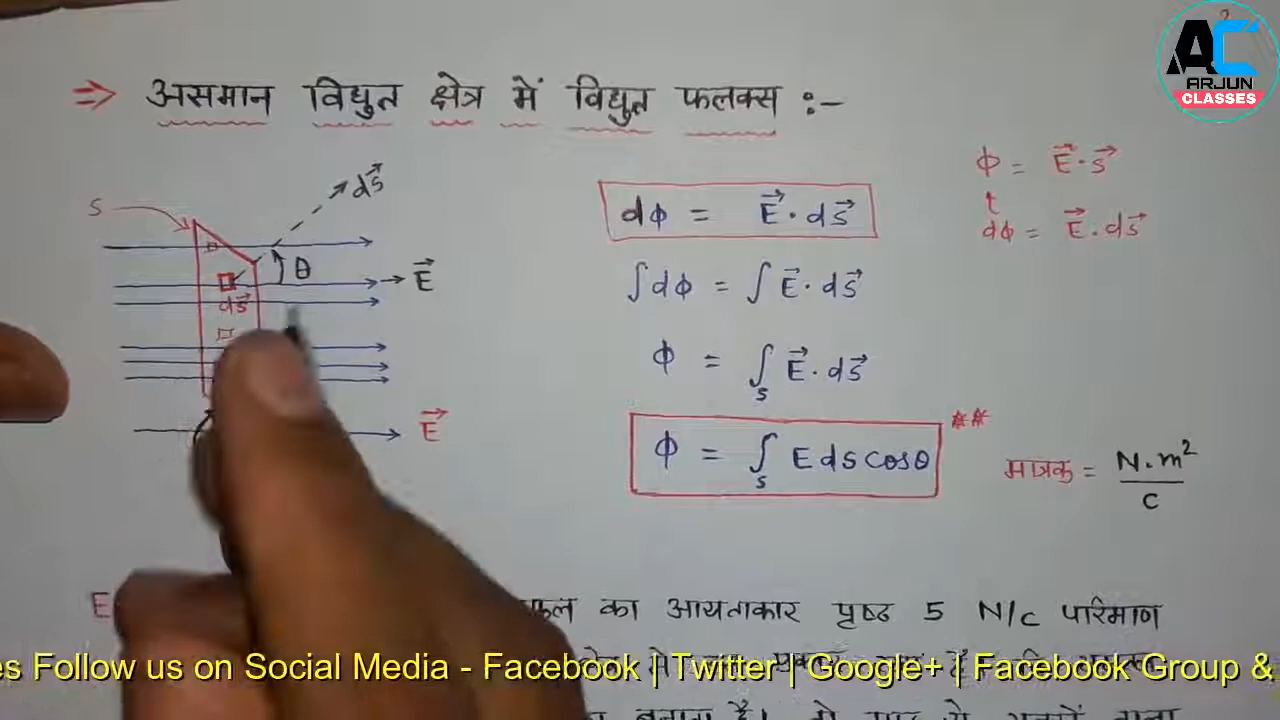 AC
ARJUN
CLASSES
⇒ असमान विद्युत क्षेत्र में विद्युत फलक्स :-
S
ds⃗
θ
→ E⃗
ds⃗
E⃗
dϕ = E⃗ · ds⃗
∫dϕ = ∫ E⃗ · ds⃗
ϕ = ∫s E⃗ · ds⃗
ϕ = ∫s E ds cosθ **
ϕ = E⃗ · s⃗
dϕ = E⃗ · ds⃗
मात्रक = N·m²/C
का आयताकार पृष्ठ 5 N/C परिमाण
Follow us on Social Media - Facebook | Twitter | Google+ | Facebook Group &